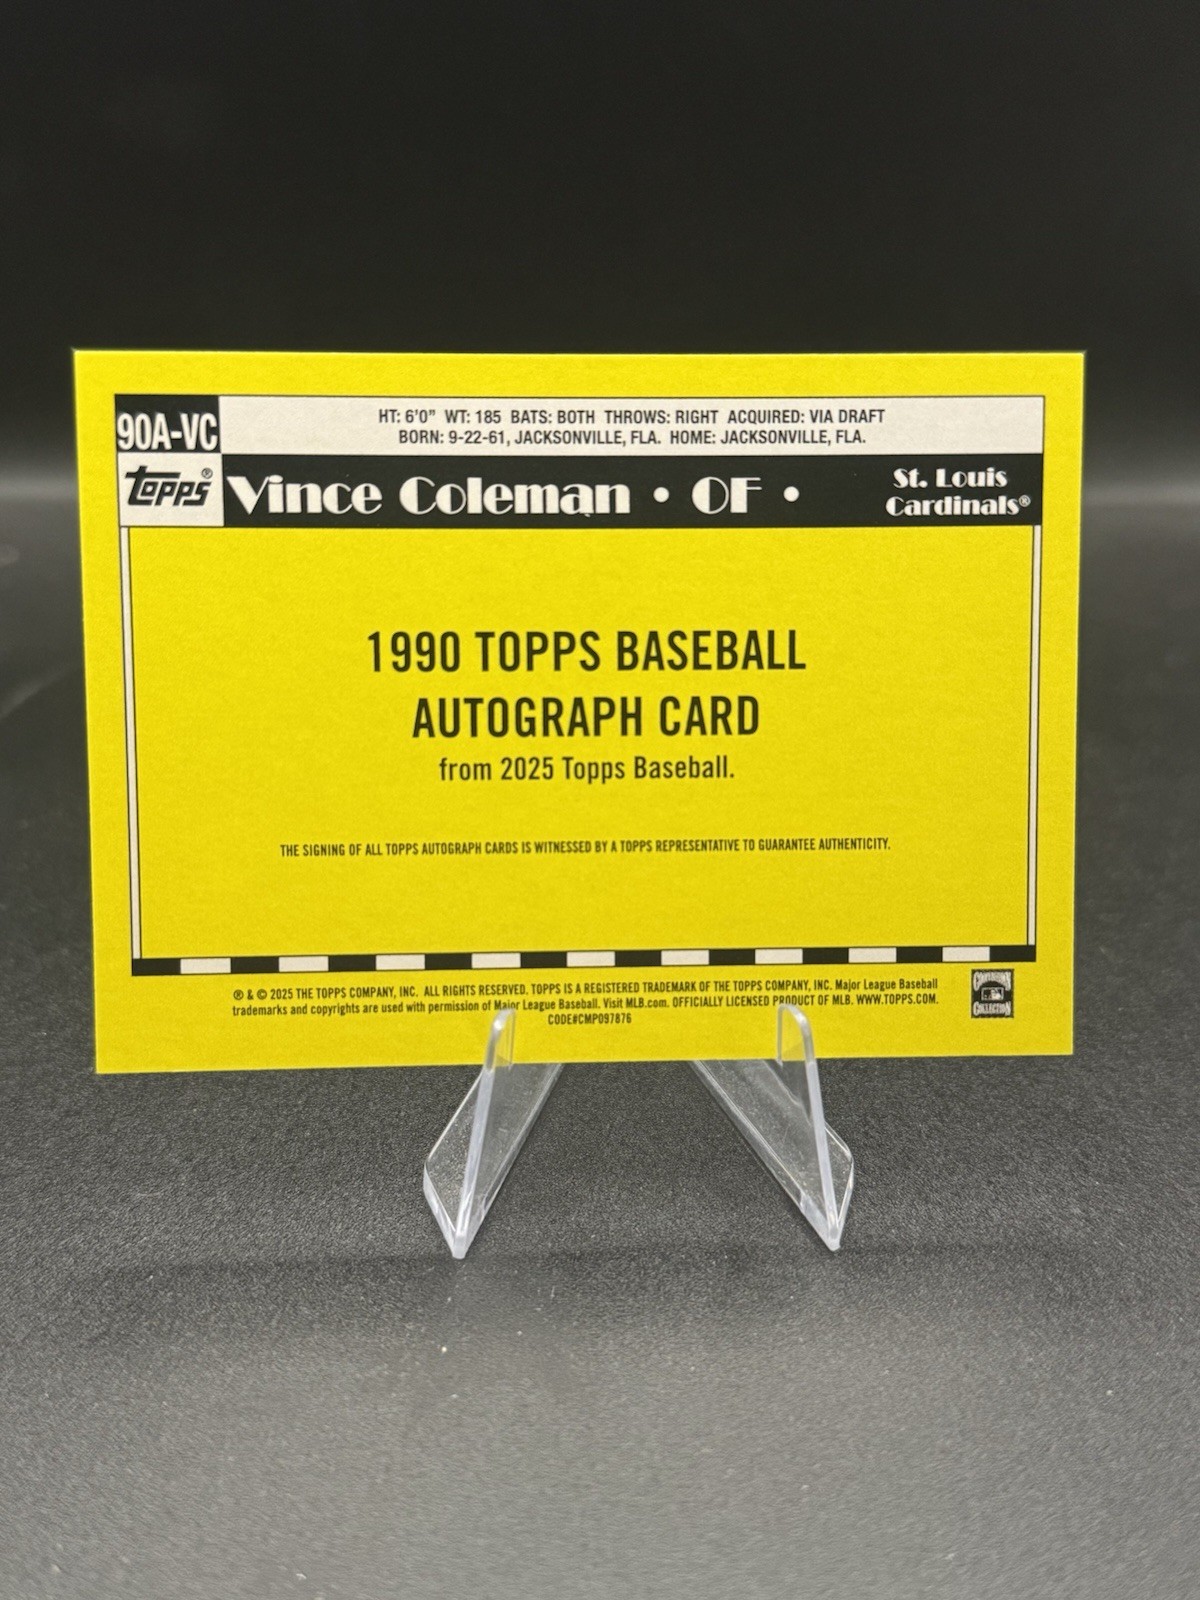 90A-VC
HT: 6'0" WT: 185 BATS: BOTH THROWS: RIGHT ACQUIRED: VIA DRAFT
BORN: 9-22-61, JACKSONVILLE, FLA. HOME: JACKSONVILLE, FLA.
TOPPS®
Vince Coleman • OF •
St. Louis
Cardinals®
1990 TOPPS BASEBALL
AUTOGRAPH CARD
from 2025 Topps Baseball.
THE SIGNING OF ALL TOPPS AUTOGRAPH CARDS IS WITNESSED BY A TOPPS REPRESENTATIVE TO GUARANTEE AUTHENTICITY.
® & © 2025 THE TOPPS COMPANY, INC. ALL RIGHTS RESERVED. TOPPS IS A REGISTERED TRADEMARK OF THE TOPPS COMPANY, INC. Major League Baseball
trademarks and copyrights are used with permission of Major League Baseball. Visit MLB.com. OFFICIALLY LICENSED PRODUCT OF MLB. WWW.TOPPS.COM.
CODE#CMP097876
COOPERSTOWN
COLLECTION